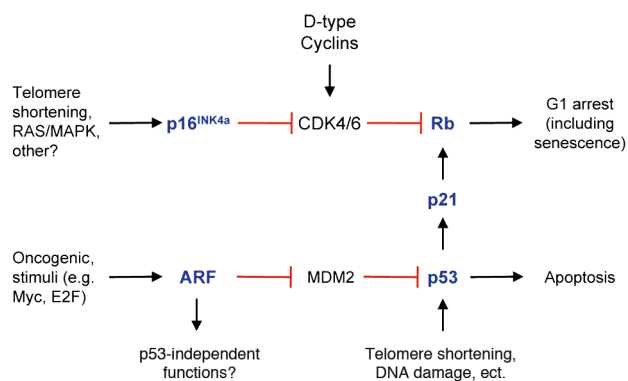 D-type
Cyclins
Telomere
shortening,
RAS/MAPK,
other?
p16INK4a
CDK4/6
Rb
G1 arrest
(including
senescence)
p21
Oncogenic,
stimuli (e.g.
Myc, E2F)
ARF
MDM2
p53
Apoptosis
p53-independent
functions?
Telomere shortening,
DNA damage, ect.